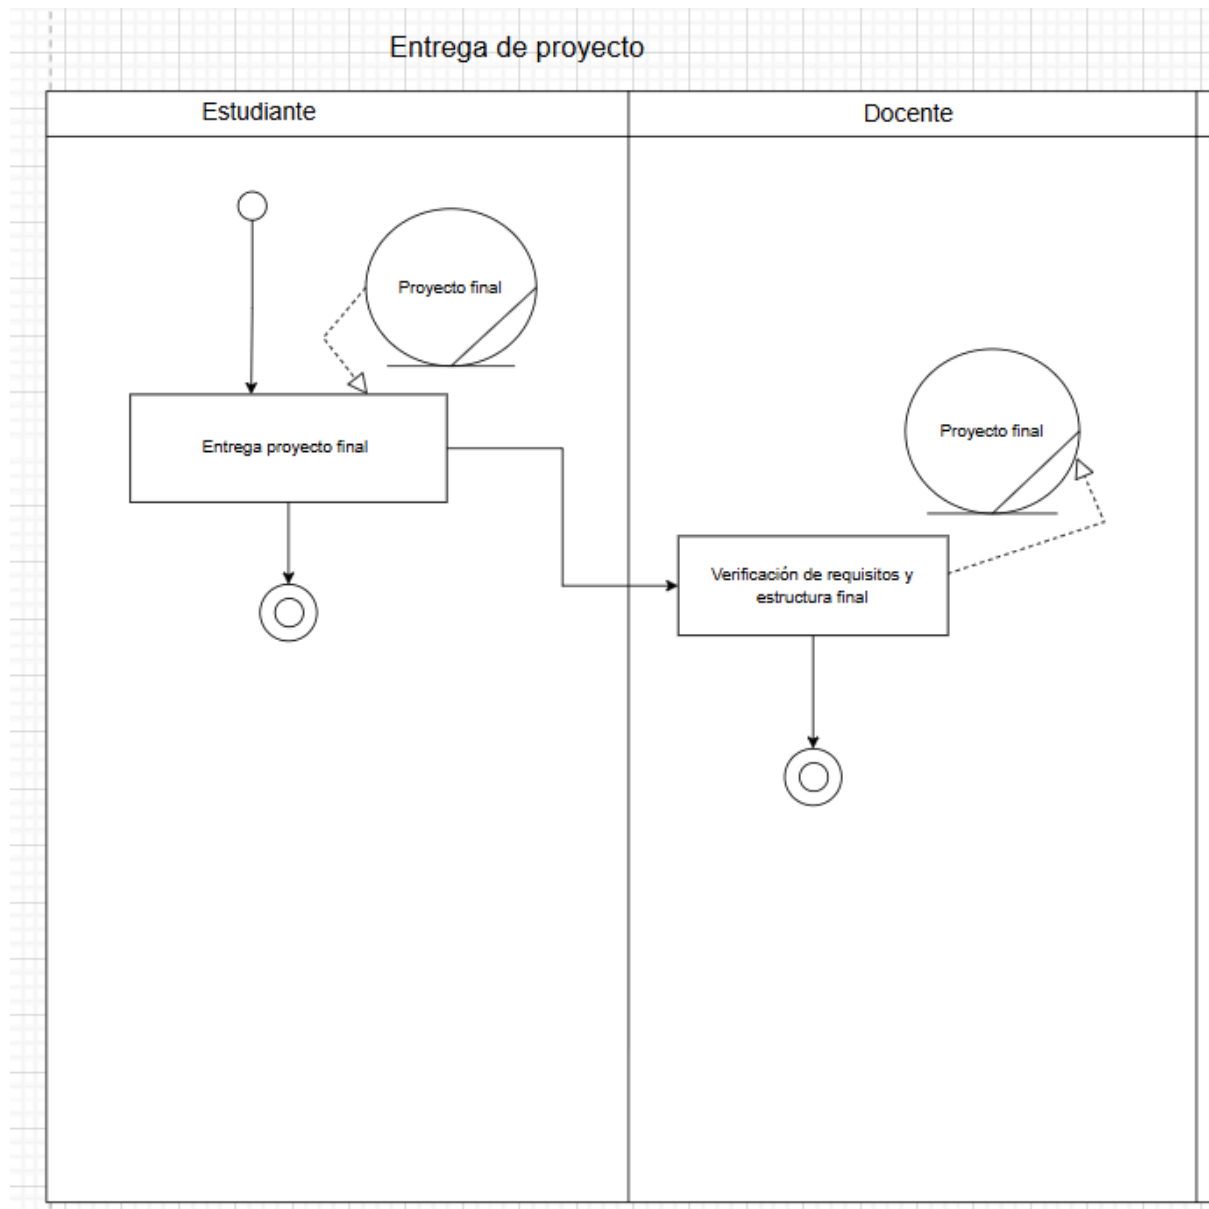 Entrega de proyecto
Estudiante
Docente
Proyecto final
Proyecto final
Entrega proyecto final
Verificación de requisitos y
estructura final